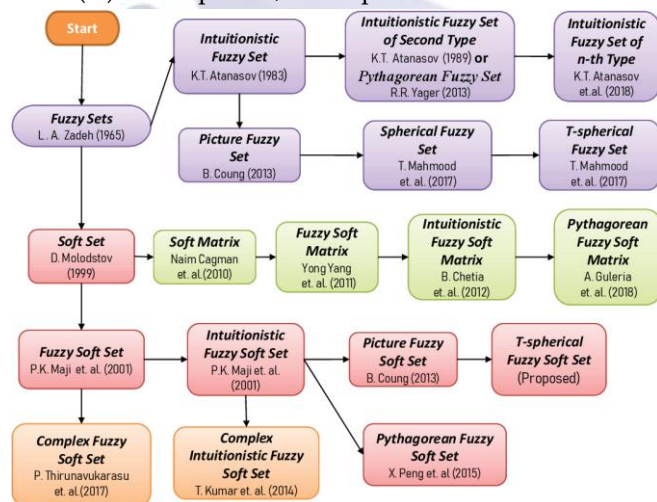 Start
Intuitionistic
Fuzzy Set
K.T. Atanasov (1983)
Intuitionistic Fuzzy Set
of Second Type
K.T. Atanasov (1989) or
Pythagorean Fuzzy Set
R.R. Yager (2013)
Intuitionistic
Fuzzy Set of
n-th Type
K.T. Atanasov
et.al. (2018)
Fuzzy Sets
L. A. Zadeh (1965)
Picture Fuzzy
Set
B. Coung (2013)
Spherical Fuzzy
Set
T. Mahmood
et. al. (2017)
T-spherical
Fuzzy Set
T. Mahmood
et. al. (2017)
Soft Set
D. Molodstov
(1999)
Soft Matrix
Naim Cagman
et. al.(2010)
Fuzzy Soft
Matrix
Yong Yang
et. al. (2011)
Intuitionistic
Fuzzy Soft
Matrix
B. Chetia
et. al. (2012)
Pythagorean
Fuzzy Soft
Matrix
A. Guleria
et. al. (2018)
Fuzzy Soft Set
P.K. Maji et. al. (2001)
Intuitionistic
Fuzzy Soft Set
P.K. Maji et. al.
(2001)
Picture Fuzzy
Soft Set
B. Coung (2013)
T-spherical
Fuzzy Soft Set
(Proposed)
Complex Fuzzy
Soft Set
P. Thirunavukarasu
et. al.(2017)
Complex
Intuitionistic Fuzzy
Soft Set
T. Kumar et. al. (2014)
Pythagorean Fuzzy
Soft Set
X. Peng et. al (2015)